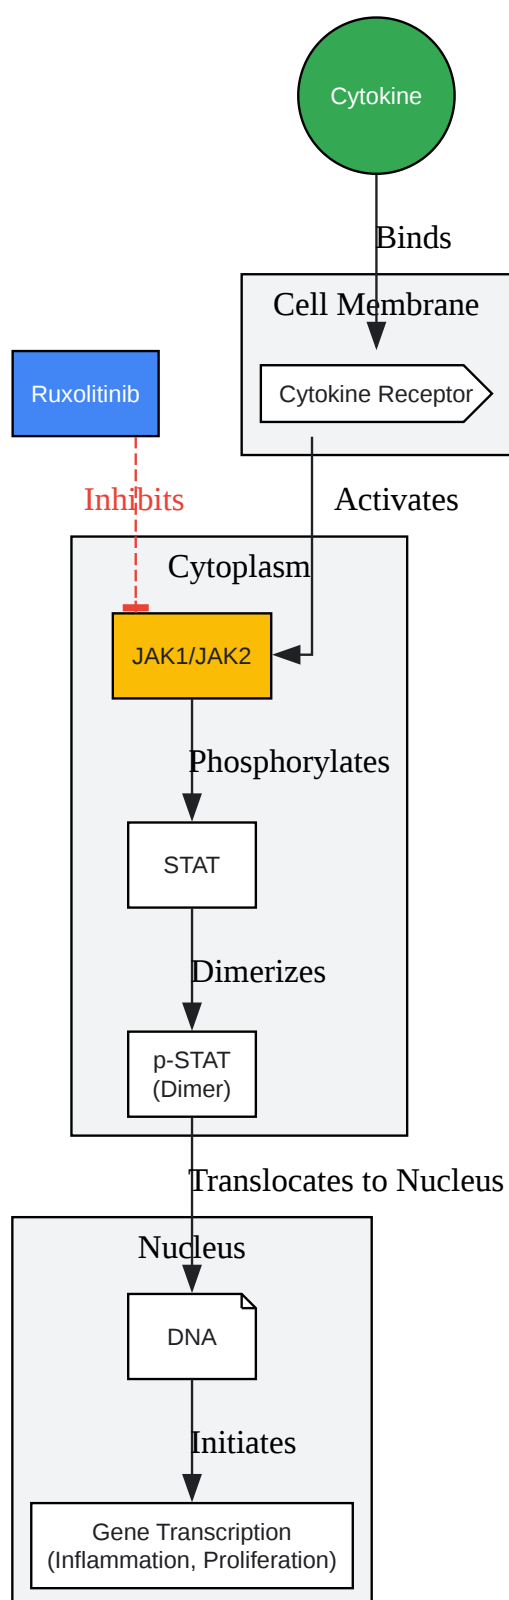 Cytokine
Binds
Cell Membrane
Cytokine Receptor
Ruxolitinib
Inhibits
Activates
Cytoplasm
JAK1/JAK2
Phosphorylates
STAT
Dimerizes
p-STAT
(Dimer)
Translocates to Nucleus
Nucleus
DNA
Initiates
Gene Transcription
(Inflammation, Proliferation)